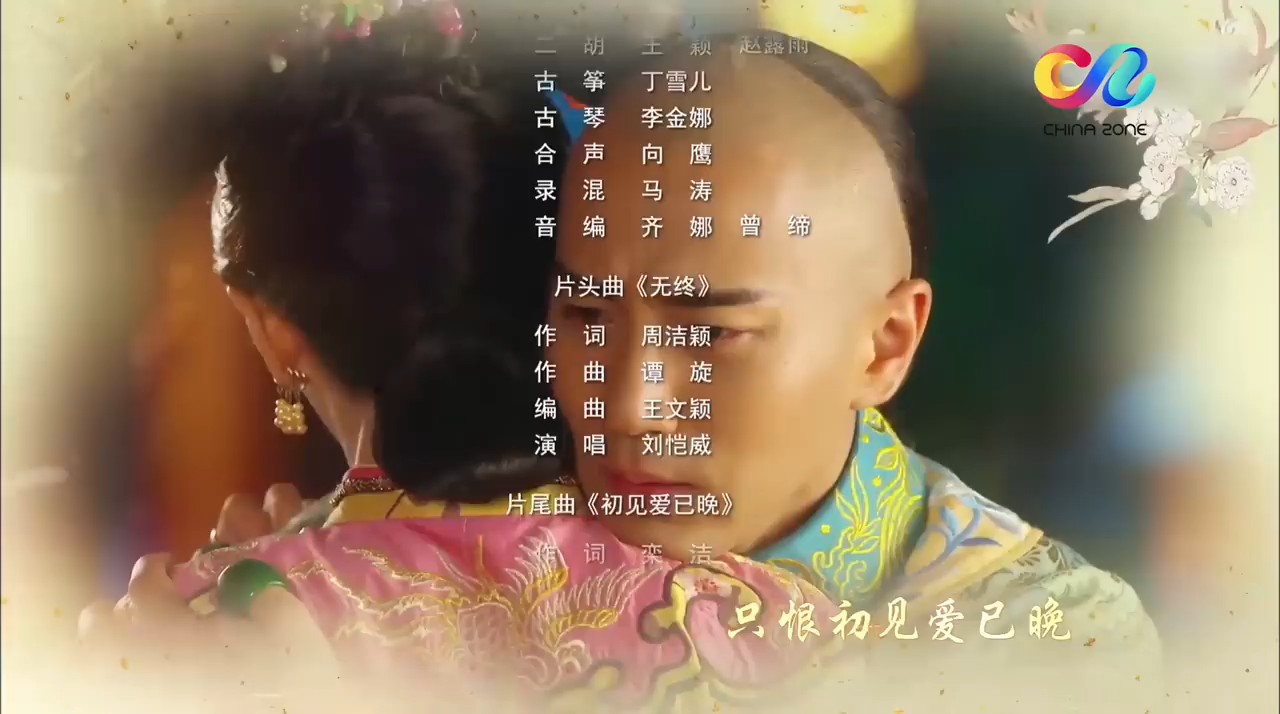 二 胡 王 颖 赵露雨
古 筝 丁雪儿
古 琴 李金娜
合 声 向 鹰
录 混 马 涛
音 编 齐 娜 曾 缔
片头曲《无终》
作 词 周洁颖
作 曲 谭 旋
编 曲 王文颖
演 唱 刘恺威
片尾曲《初见爱已晚》
作 词 栾 洁
只恨初见爱已晚
CHINA ZONE